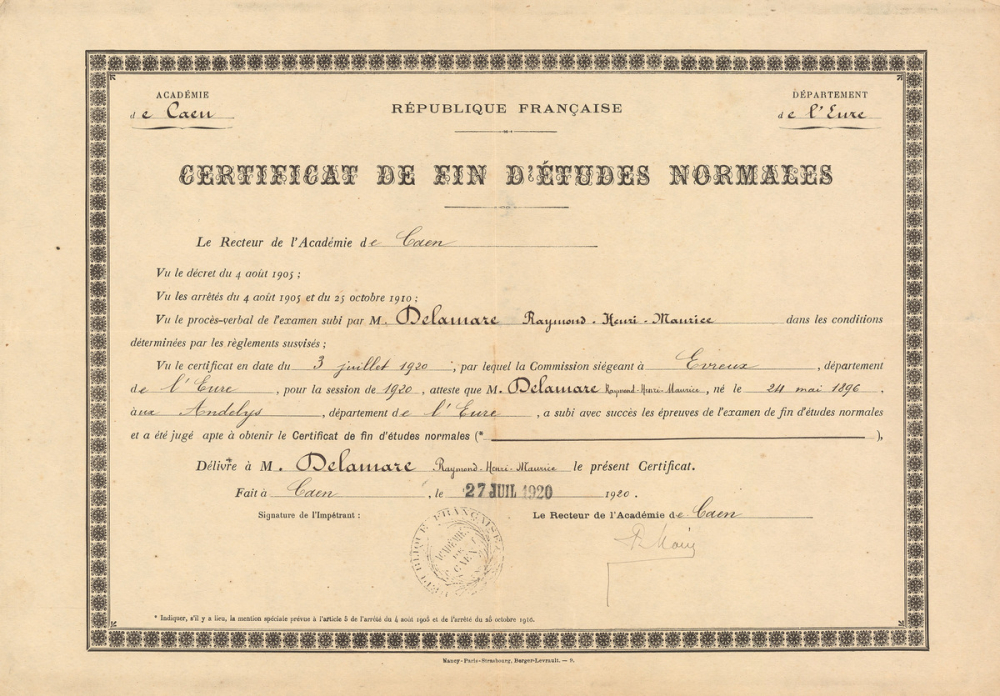 ACADÉMIE
de Caen
RÉPUBLIQUE FRANÇAISE
DÉPARTEMENT
de l'Eure
CERTIFICAT DE FIN D'ÉTUDES NORMALES
Le Recteur de l'Académie de Caen
Vu le décret du 4 août 1905 ;
Vu les arrêtés du 4 août 1905 et du 25 octobre 1910 ;
Vu le procès-verbal de l'examen subi par M. Delamare Raymond-Henri-Maurice dans les conditions
déterminées par les règlements susvisés ;
Vu le certificat en date du 3 juillet 1920, par lequel la Commission siégeant à Evreux, département
de l'Eure, pour la session de 1920, atteste que M. Delamare Raymond-Henri-Maurice, né le 24 mai 1896,
aux Andelys, département de l'Eure, a subi avec succès les épreuves de l'examen de fin d'études normales
et a été jugé apte à obtenir le Certificat de fin d'études normales (* ),
Délivré à M. Delamare Raymond-Henri-Maurice le présent Certificat.
Fait à Caen, le 27 JUIL 1920 1920.
Signature de l'Impétrant :
Le Recteur de l'Académie de Caen
RÉPUBLIQUE FRANÇAISE
ACADÉMIE DE CAEN
* Indiquer, s'il y a lieu, la mention spéciale prévue à l'article 5 de l'arrêté du 4 août 1905 et de l'arrêté du 25 octobre 1910.
Nancy-Paris-Strasbourg, Berger-Levrault. —